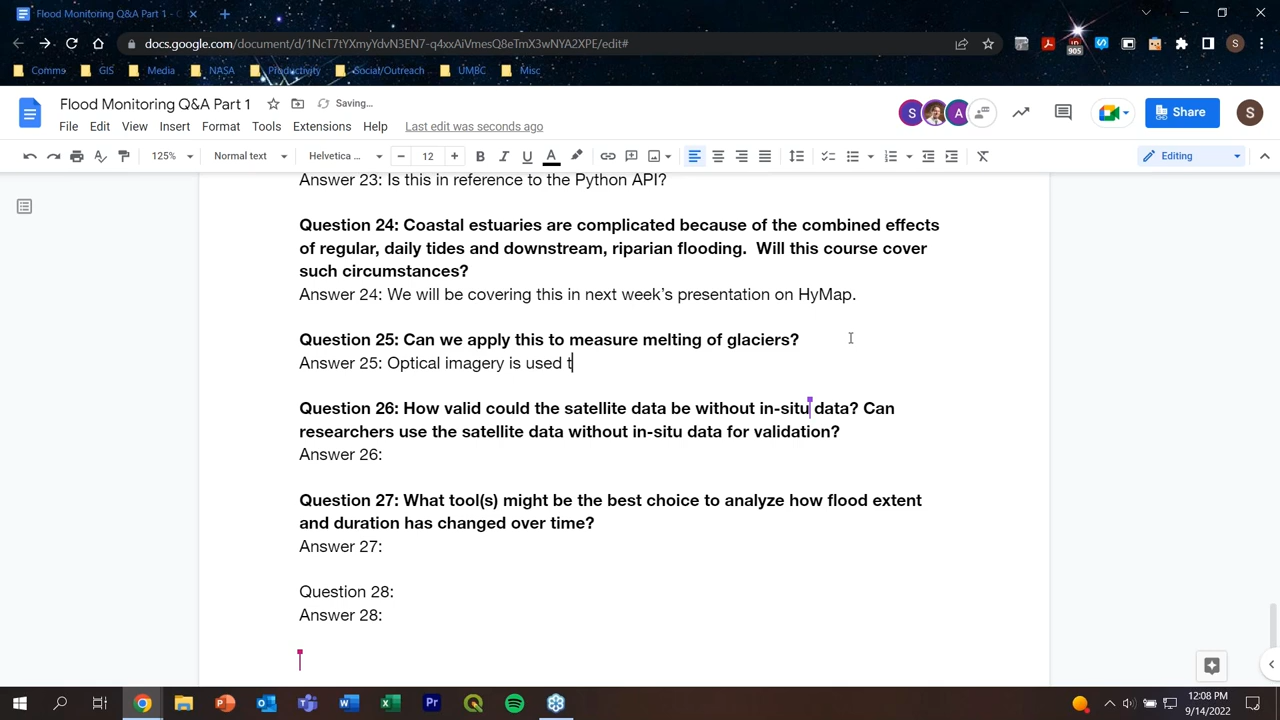 Flood Monitoring Q&A Part 1 - G
docs.google.com/document/d/1NcT7tYXmyYdvN3EN7-q4xxAiVmesQ8eTmX3wNYA2XPE/edit#
905
S
Comms GIS Media NASA Productivity Social/Outreach UMBC Misc
Flood Monitoring Q&A Part 1 Saving...
S A Share S
File Edit View Insert Format Tools Extensions Help Last edit was seconds ago
125% Normal text Helvetica ... 12 B I U A Editing
Answer 23: Is this in reference to the Python API?
Question 24: Coastal estuaries are complicated because of the combined effects
of regular, daily tides and downstream, riparian flooding. Will this course cover
such circumstances?
Answer 24: We will be covering this in next week's presentation on HyMap.
Question 25: Can we apply this to measure melting of glaciers?
Answer 25: Optical imagery is used t
Question 26: How valid could the satellite data be without in-situ data? Can
researchers use the satellite data without in-situ data for validation?
Answer 26:
Question 27: What tool(s) might be the best choice to analyze how flood extent
and duration has changed over time?
Answer 27:
Question 28:
Answer 28:
12:08 PM
9/14/2022